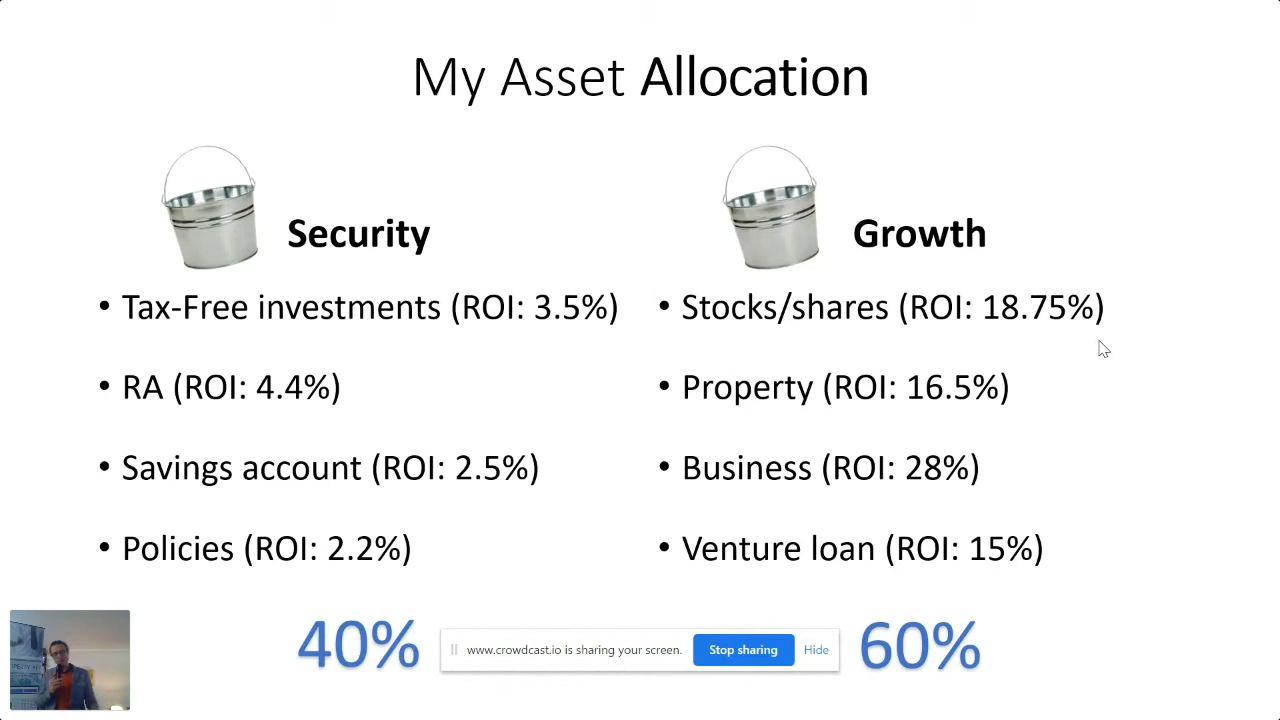 My Asset Allocation
Security
• Tax-Free investments (ROI: 3.5%)
• RA (ROI: 4.4%)
• Savings account (ROI: 2.5%)
• Policies (ROI: 2.2%)
40%
Growth
• Stocks/shares (ROI: 18.75%)
• Property (ROI: 16.5%)
• Business (ROI: 28%)
• Venture loan (ROI: 15%)
60%
www.crowdcast.io is sharing your screen. Stop sharing Hide